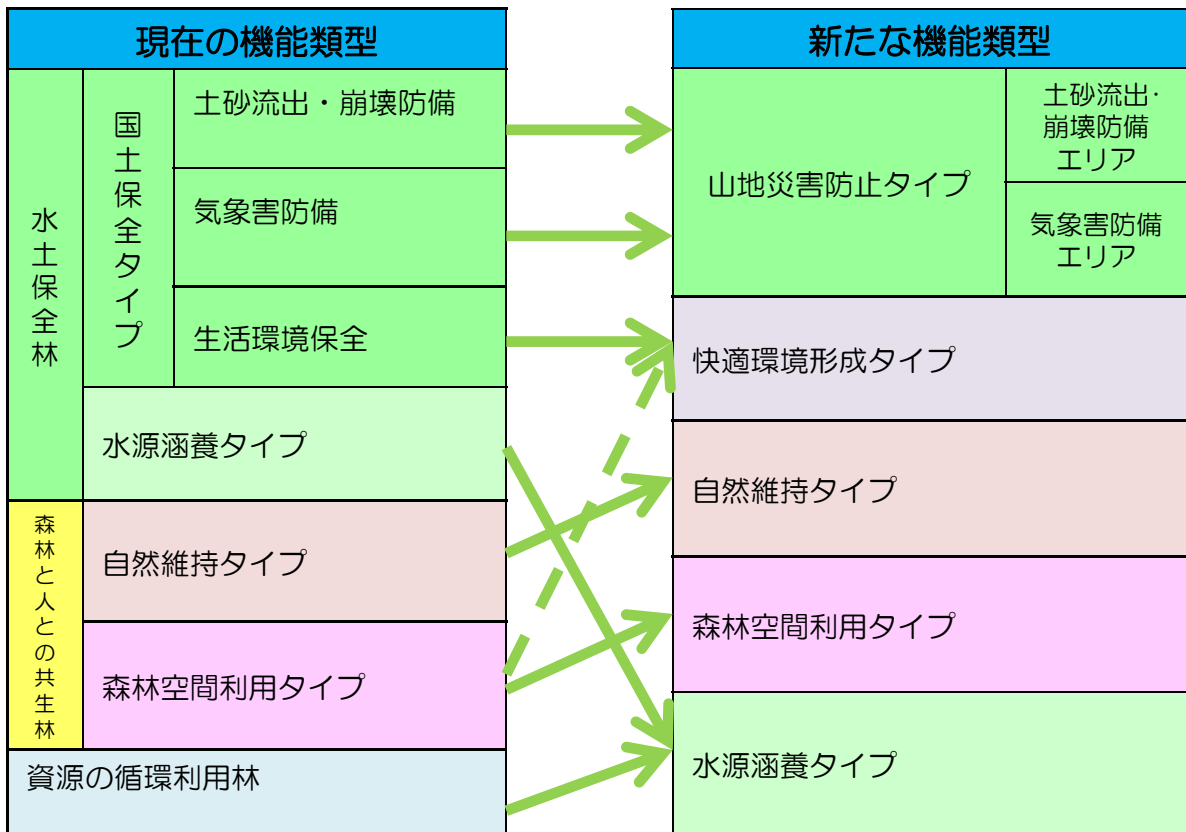 現在の機能類型
水土保全林
国土保全タイプ
土砂流出・崩壊防備
気象害防備
生活環境保全
水源涵養タイプ
森林と人との共生林
自然維持タイプ
森林空間利用タイプ
資源の循環利用林
新たな機能類型
山地災害防止タイプ
土砂流出・
崩壊防備
エリア
気象害防備
エリア
快適環境形成タイプ
自然維持タイプ
森林空間利用タイプ
水源涵養タイプ